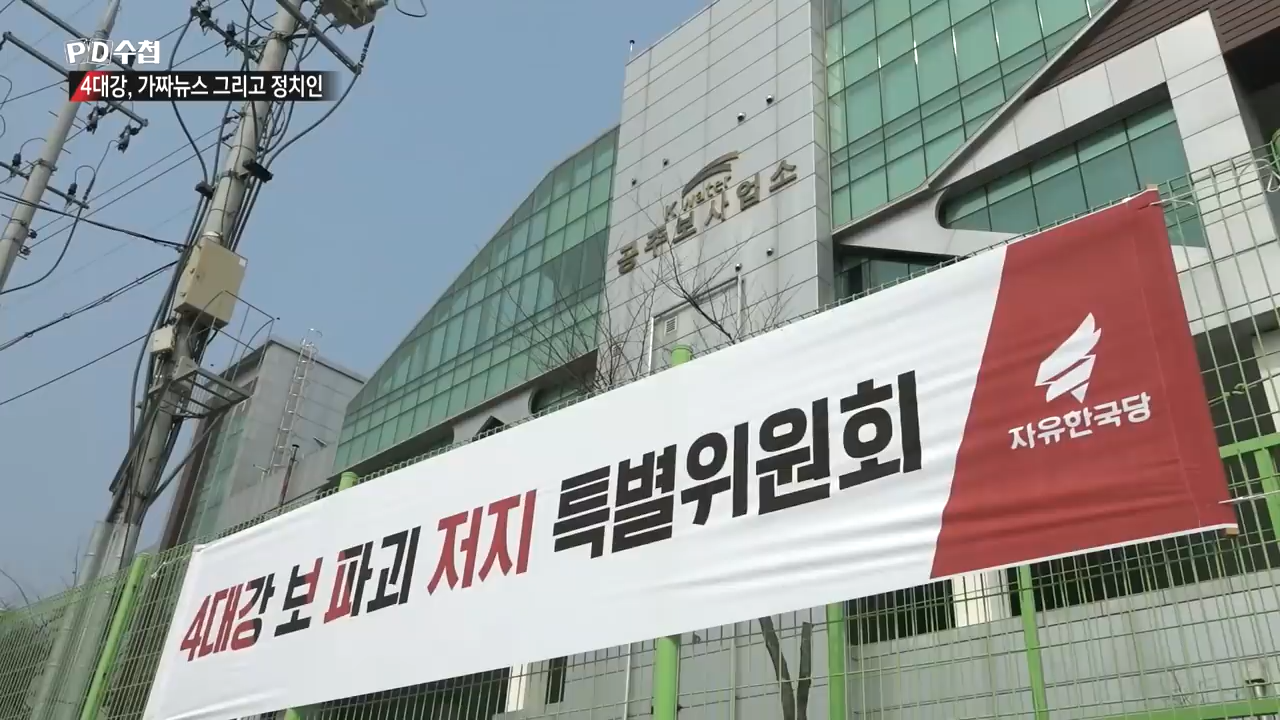 PD수첩
4대강, 가짜뉴스 그리고 정치인
K water
공주보사업소
4대강 보 파괴 저지 특별위원회
자유한국당